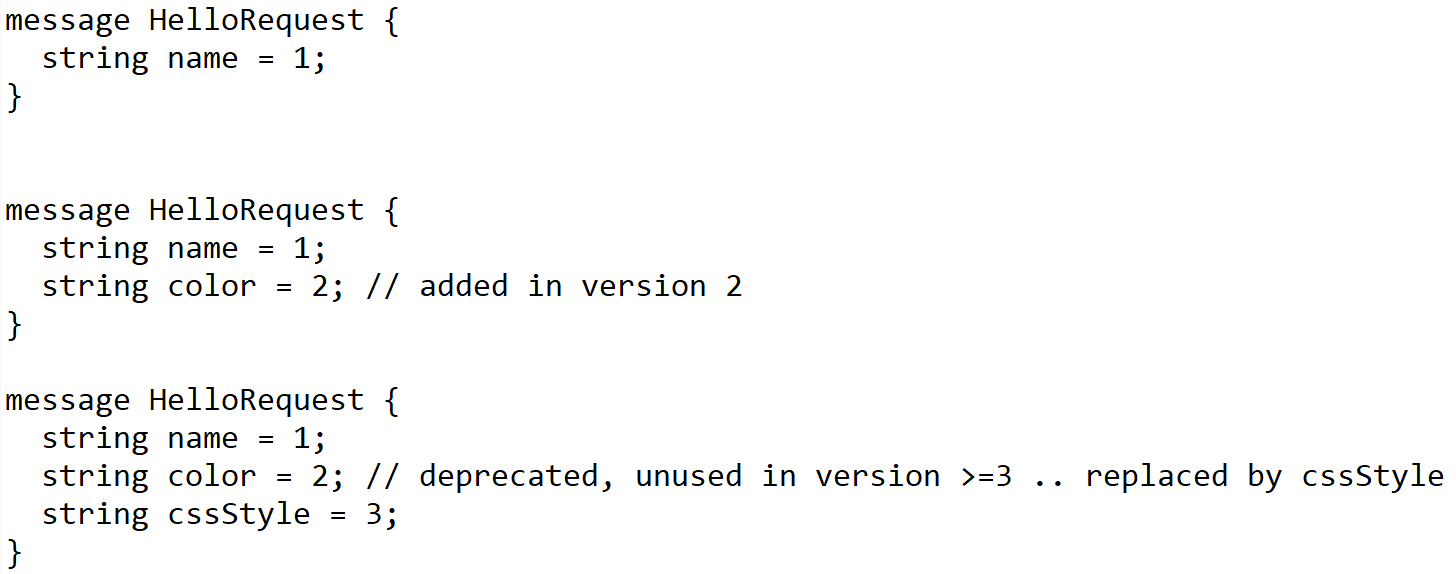 message HelloRequest {
  string name = 1;
}
message HelloRequest {
  string name = 1;
  string color = 2; // added in version 2
}
message HelloRequest {
  string name = 1;
  string color = 2; // deprecated, unused in version >=3 .. replaced by cssStyle
  string cssStyle = 3;
}